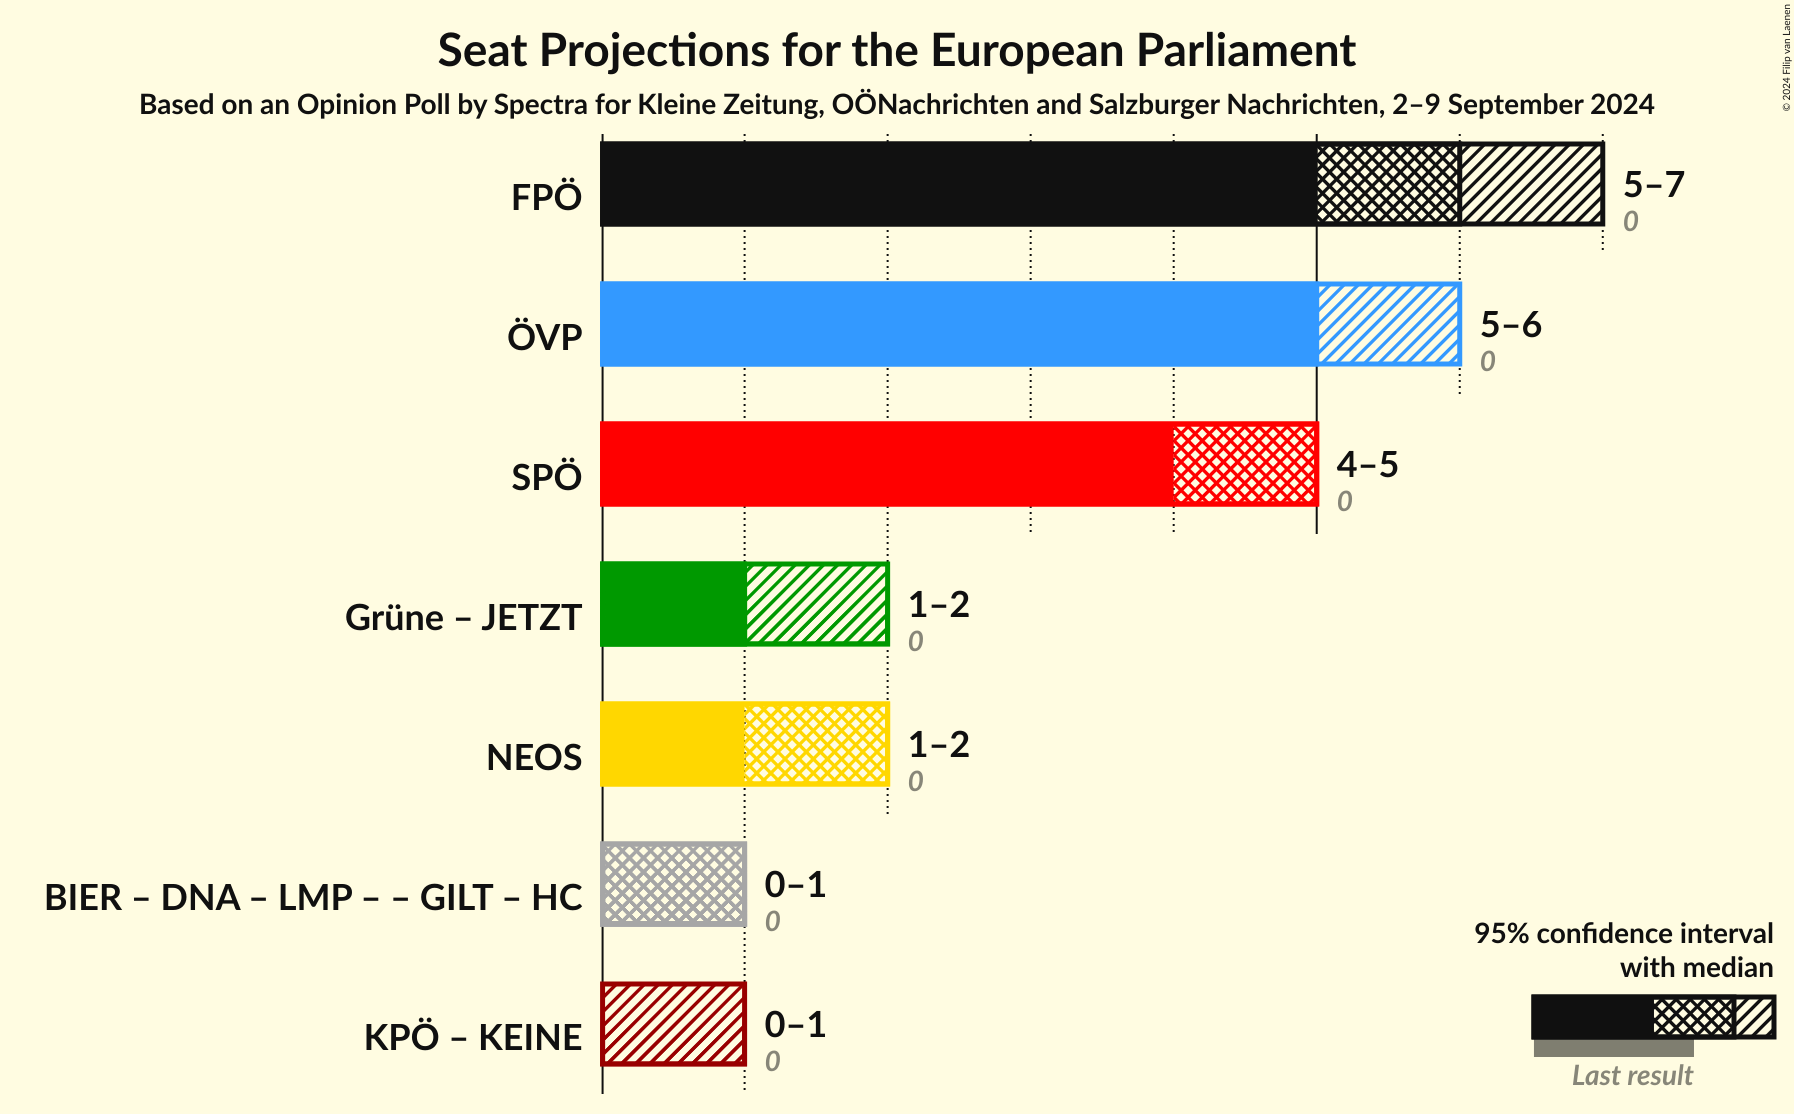 Seat Projections for the European Parliament
Based on an Opinion Poll by Spectra for Kleine Zeitung, OÖNachrichten and Salzburger Nachrichten, 2–9 September 2024
© 2024 Filip van Laenen
FPÖ
5–7
0
ÖVP
5–6
0
SPÖ
4–5
0
Grüne – JETZT
1–2
0
NEOS
1–2
0
BIER – DNA – LMP – – GILT – HC
0–1
0
KPÖ – KEINE
0–1
0
95% confidence interval
with median
Last result